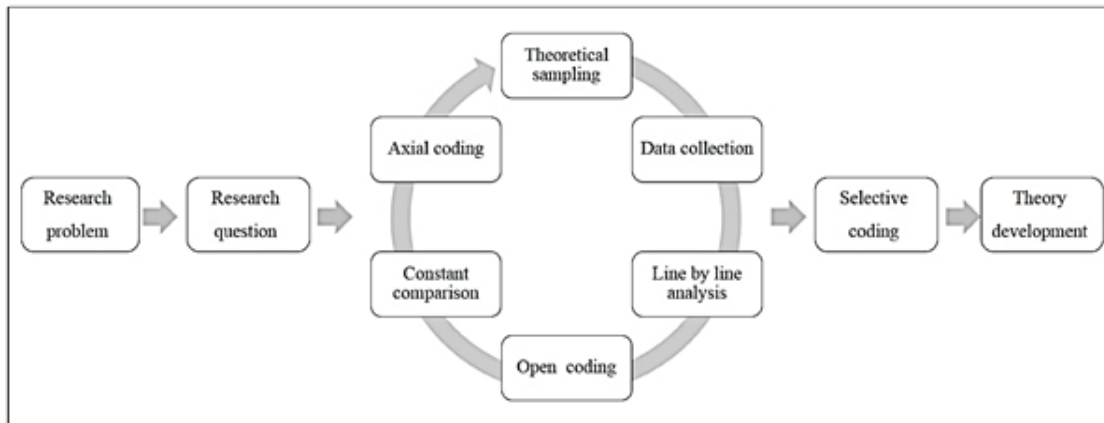 Research
problem
Research
question
Theoretical
sampling
Data collection
Line by line
analysis
Open coding
Constant
comparison
Axial coding
Selective
coding
Theory
development